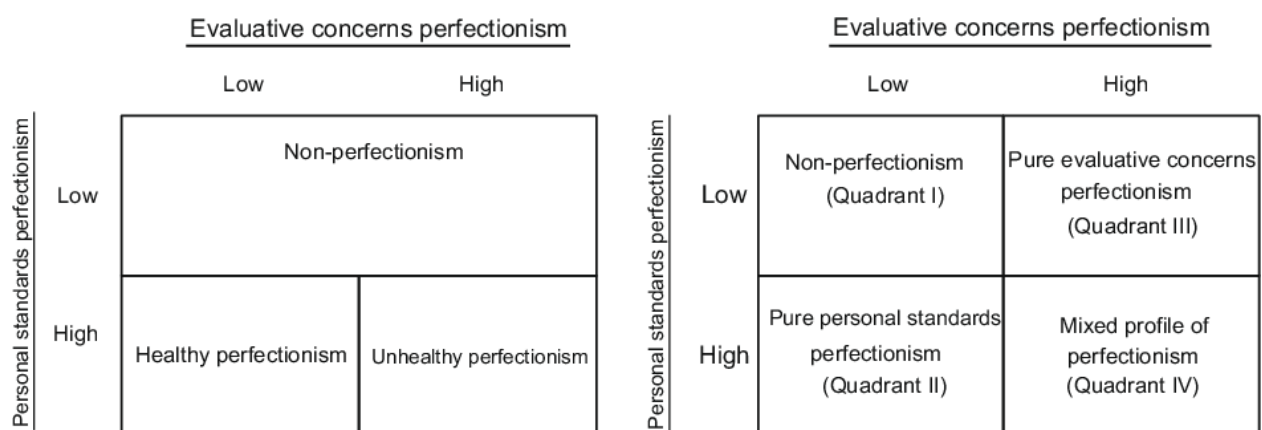 Evaluative concerns perfectionism
Low High
Personal standards perfectionism
Low
Non-perfectionism
High
Healthy perfectionism
Unhealthy perfectionism
Evaluative concerns perfectionism
Low High
Personal standards perfectionism
Low
Non-perfectionism
(Quadrant I)
Pure evaluative concerns
perfectionism
(Quadrant III)
High
Pure personal standards
perfectionism
(Quadrant II)
Mixed profile of
perfectionism
(Quadrant IV)